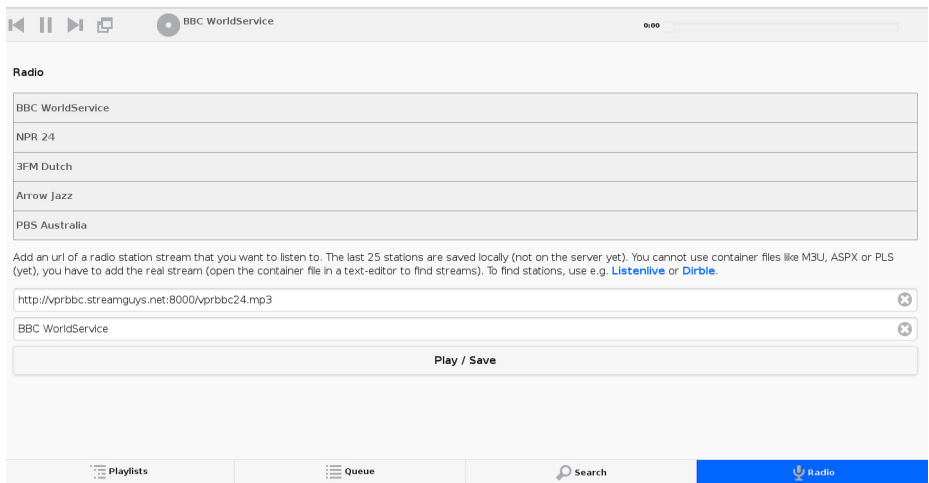 BBC WorldService
0:00
Radio
BBC WorldService
NPR 24
3FM Dutch
Arrow Jazz
PBS Australia
Add an url of a radio station stream that you want to listen to. The last 25 stations are saved locally (not on the server yet). You cannot use container files like M3U, ASPX or PLS
(yet), you have to add the real stream (open the container file in a text-editor to find streams). To find stations, use e.g. Listenlive or Dirble.
http://vprbbc.streamguys.net:8000/vprbbc24.mp3
BBC WorldService
Play / Save
Playlists
Queue
Search
Radio